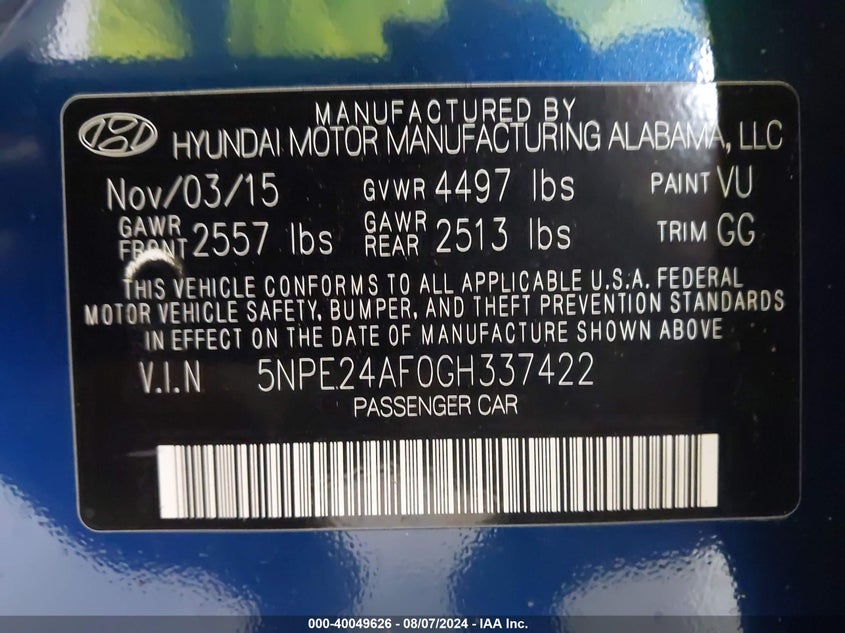 MANUFACTURED BY
HYUNDAI MOTOR MANUFACTURING ALABAMA, LLC
Nov/03/15 GVWR 4497 lbs PAINT VU
GAWR FRONT 2557 lbs GAWR REAR 2513 lbs TRIM GG
THIS VEHICLE CONFORMS TO ALL APPLICABLE U.S.A. FEDERAL
MOTOR VEHICLE SAFETY, BUMPER, AND THEFT PREVENTION STANDARDS
IN EFFECT ON THE DATE OF MANUFACTURE SHOWN ABOVE
V.I.N 5NPE24AF0GH337422
PASSENGER CAR
000-40049626 - 08/07/2024 - IAA Inc.